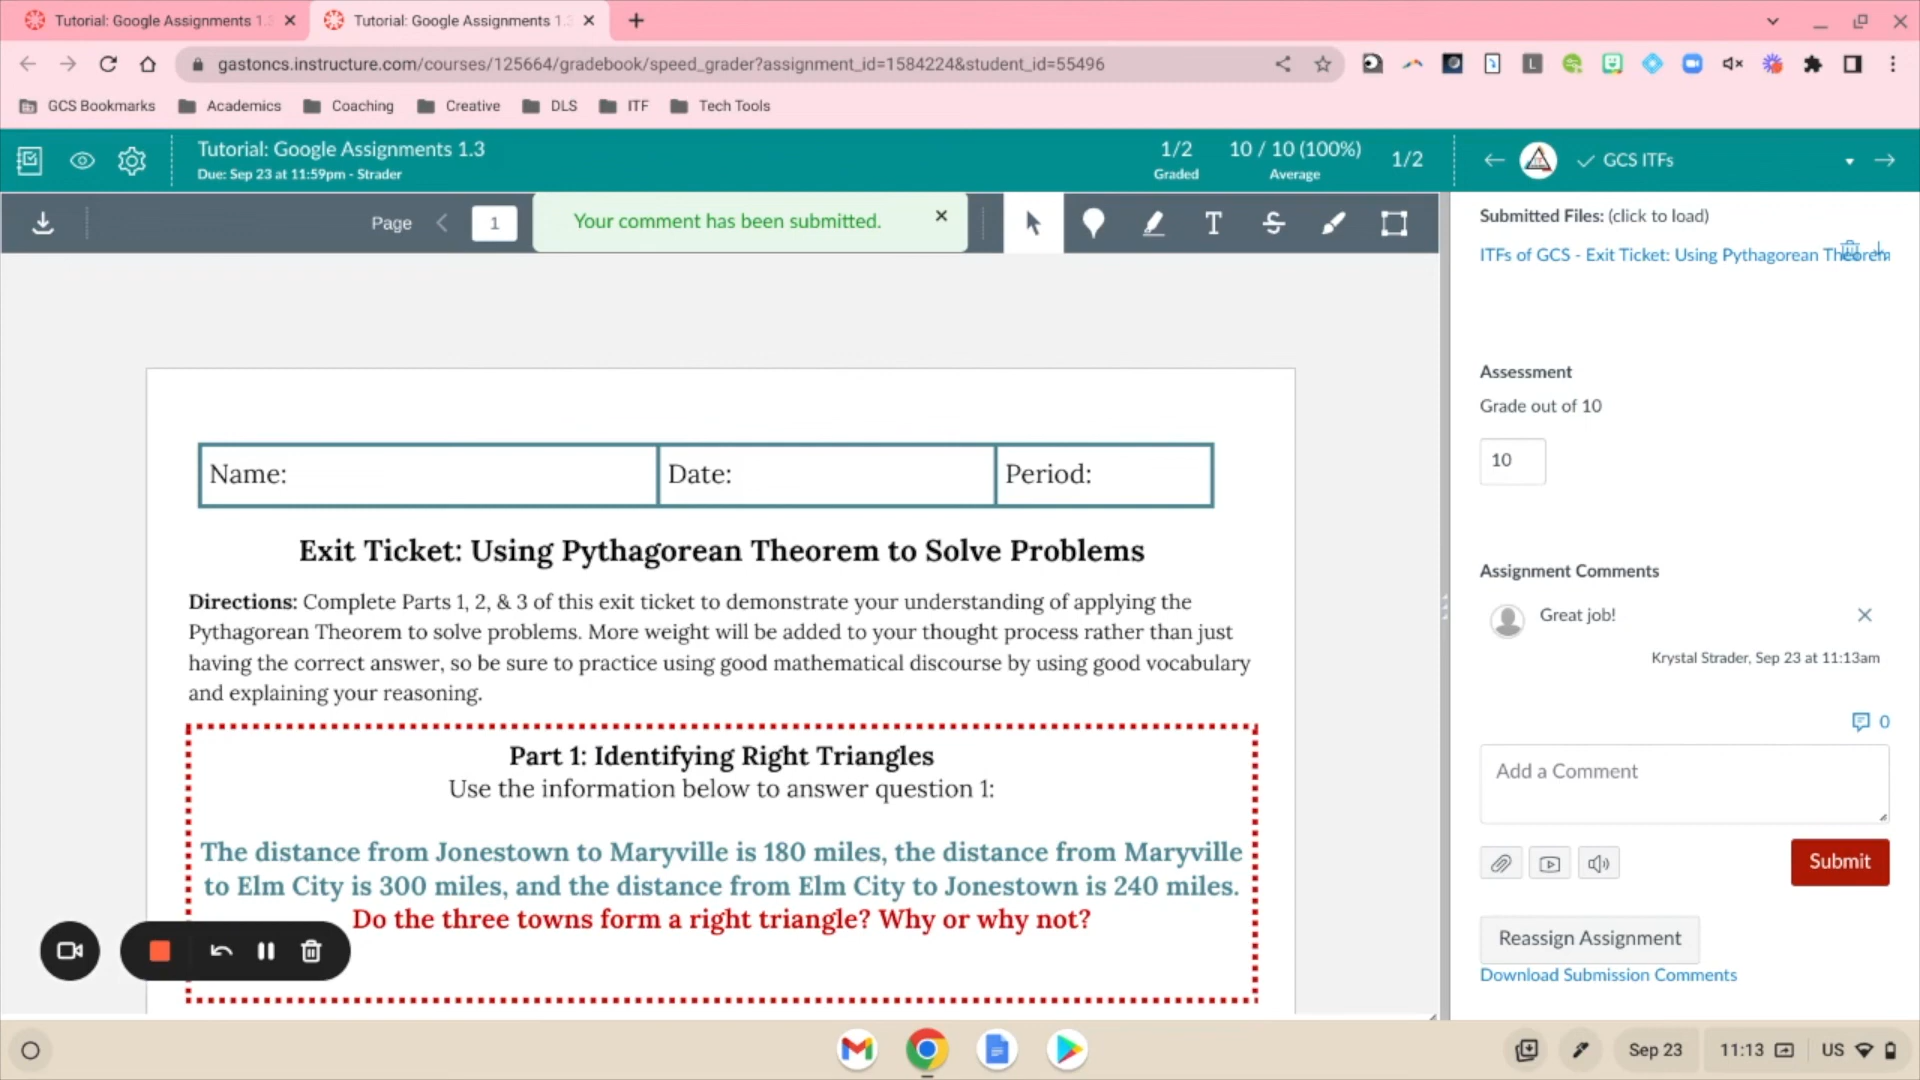 Tutorial: Google Assignments 1.3
Tutorial: Google Assignments 1.3
gastoncs.instructure.com/courses/125664/gradebook/speed_grader?assignment_id=1584224&student_id=55496
GCS Bookmarks Academics Coaching Creative DLS ITF Tech Tools
Tutorial: Google Assignments 1.3
Due: Sep 23 at 11:59pm - Strader
1/2
Graded
10 / 10 (100%)
Average
1/2
GCS ITFs
Page 1
Your comment has been submitted.
Submitted Files: (click to load)
ITFs of GCS - Exit Ticket: Using Pythagorean Theorem
Assessment
Grade out of 10
10
Assignment Comments
Great job!
Krystal Strader, Sep 23 at 11:13am
0
Add a Comment
Submit
Reassign Assignment
Download Submission Comments
Name: Date: Period:
Exit Ticket: Using Pythagorean Theorem to Solve Problems
Directions: Complete Parts 1, 2, & 3 of this exit ticket to demonstrate your understanding of applying the
Pythagorean Theorem to solve problems. More weight will be added to your thought process rather than just
having the correct answer, so be sure to practice using good mathematical discourse by using good vocabulary
and explaining your reasoning.
Part 1: Identifying Right Triangles
Use the information below to answer question 1:
The distance from Jonestown to Maryville is 180 miles, the distance from Maryville
to Elm City is 300 miles, and the distance from Elm City to Jonestown is 240 miles.
Do the three towns form a right triangle? Why or why not?
Sep 23 11:13 US